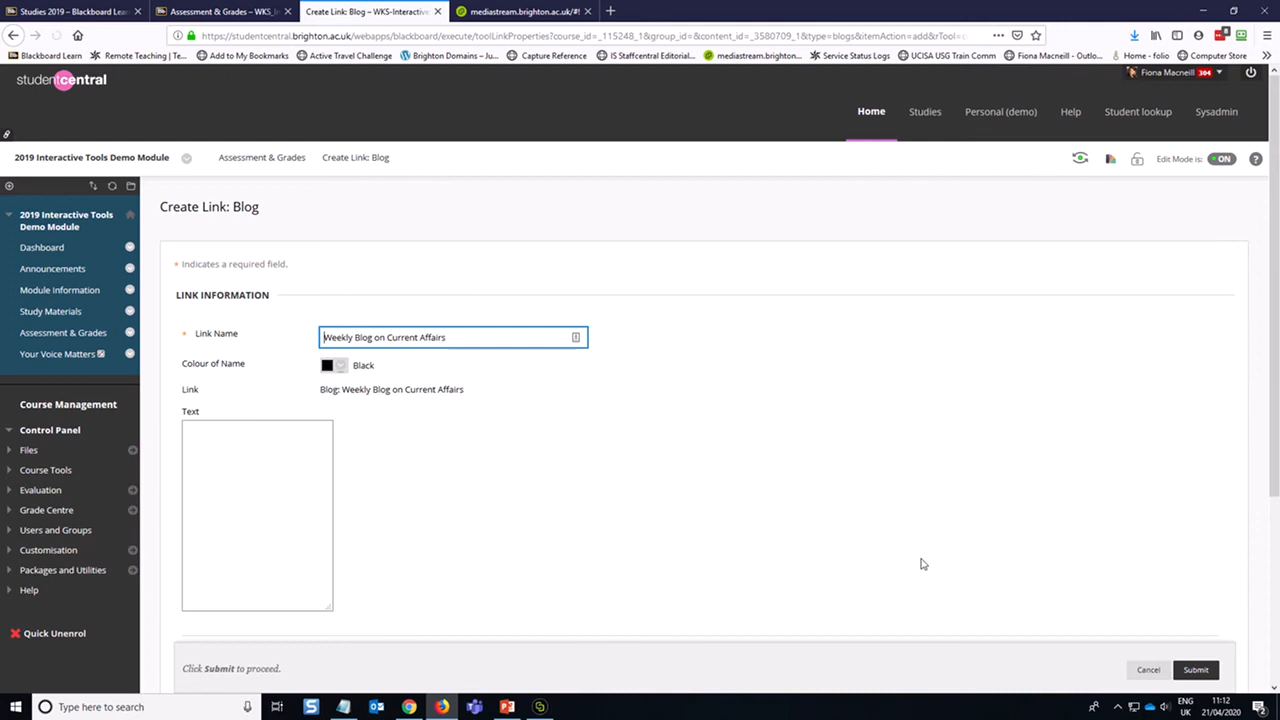 Studies 2019 – Blackboard Lear
Assessment & Grades – WKS_I
Create Link: Blog – WKS-Interactive
mediastream.brighton.ac.uk/#!
https://studentcentral.brighton.ac.uk/webapps/blackboard/execute/toolLinkProperties?course_id=_115248_1&group_id=&content_id=_3580709_1&type=blogs&itemAction=add&rTool=c
Blackboard Learn
Remote Teaching | Te...
Add to My Bookmarks
Active Travel Challenge
Brighton Domains – Ju...
Capture Reference
IS Staffcentral Editorial...
mediastream.brighton...
Service Status Logs
UCISA USG Train Comm
Fiona Macneill - Outlo...
Home - folio
Computer Store
studentcentral
Fiona Macneill 304
Home
Studies
Personal (demo)
Help
Student lookup
Sysadmin
2019 Interactive Tools Demo Module
Assessment & Grades
Create Link: Blog
Edit Mode is: ON ?
2019 Interactive Tools
Demo Module
Dashboard
Announcements
Module Information
Study Materials
Assessment & Grades
Your Voice Matters
Course Management
Control Panel
Files
Course Tools
Evaluation
Grade Centre
Users and Groups
Customisation
Packages and Utilities
Help
Quick Unenrol
Create Link: Blog
* Indicates a required field.
LINK INFORMATION
* Link Name
Weekly Blog on Current Affairs
Colour of Name
Black
Link
Blog: Weekly Blog on Current Affairs
Text
Click Submit to proceed.
Cancel
Submit
Type here to search
ENG
UK
11:12
21/04/2020
2